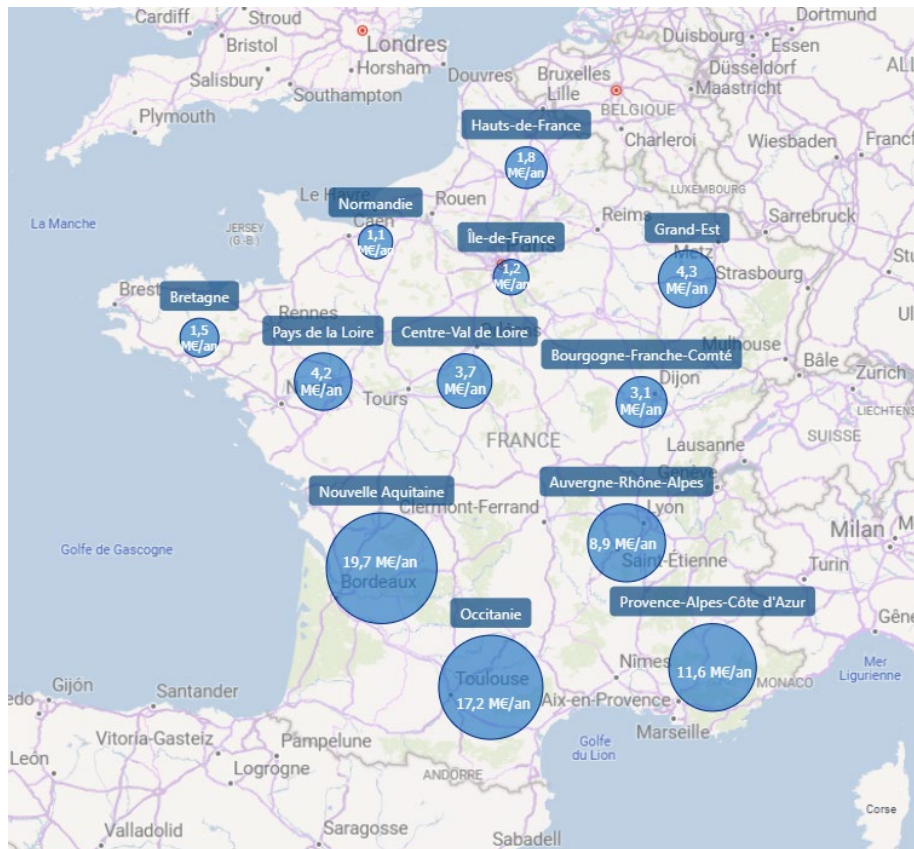 Cardiff
Stroud
Bristol
Londres
Salisbury
Horsham
Southampton
Douvres
Plymouth
Dortmund
Duisbourg
Essen
Düsseldorf
Maastricht
Bruxelles
Lille
BELGIQUE
Charleroi
Wiesbaden
Hauts-de-France
1,8
M€/an
LUXEMBOURG
La Manche
JERSEY
(G.-B.)
Normandie
Caen
1,1
M€/an
Rouen
Île-de-France
1,2
M€/an
Reims
Grand-Est
Metz
4,3
M€/an
Sarrebruck
Strasbourg
Brest
Bretagne
1,5
M€/an
Rennes
Pays de la Loire
4,2
M€/an
Centre-Val de Loire
3,7
M€/an
Tours
Mulhouse
Bourgogne-Franche-Comté
Dijon
3,1
M€/an
Bâle
Zurich
SUISSE
FRANCE
Lausanne
Genève
Nouvelle Aquitaine
19,7 M€/an
Bordeaux
Clermont-Ferrand
Auvergne-Rhône-Alpes
Lyon
8,9 M€/an
Saint-Étienne
Milan
Turin
Golfe de Gascogne
Occitanie
Toulouse
17,2 M€/an
Provence-Alpes-Côte d'Azur
11,6 M€/an
Nîmes
Aix-en-Provence
Marseille
MONACO
Mer
Ligurienne
Gijón
Santander
Vitoria-Gasteiz
Pampelune
León
Logrogne
ANDORRE
Golfe
du Lion
Corse
Valladolid
Saragosse
Sabadell